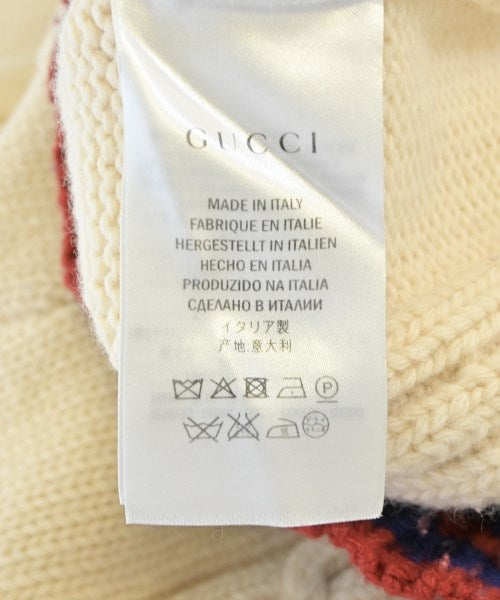 GUCCI
MADE IN ITALY
FABRIQUE EN ITALIE
HERGESTELLT IN ITALIEN
HECHO EN ITALIA
PRODUZIDO NA ITALIA
СДЕЛАНО В ИТАЛИИ
イタリア製
产地:意大利
P